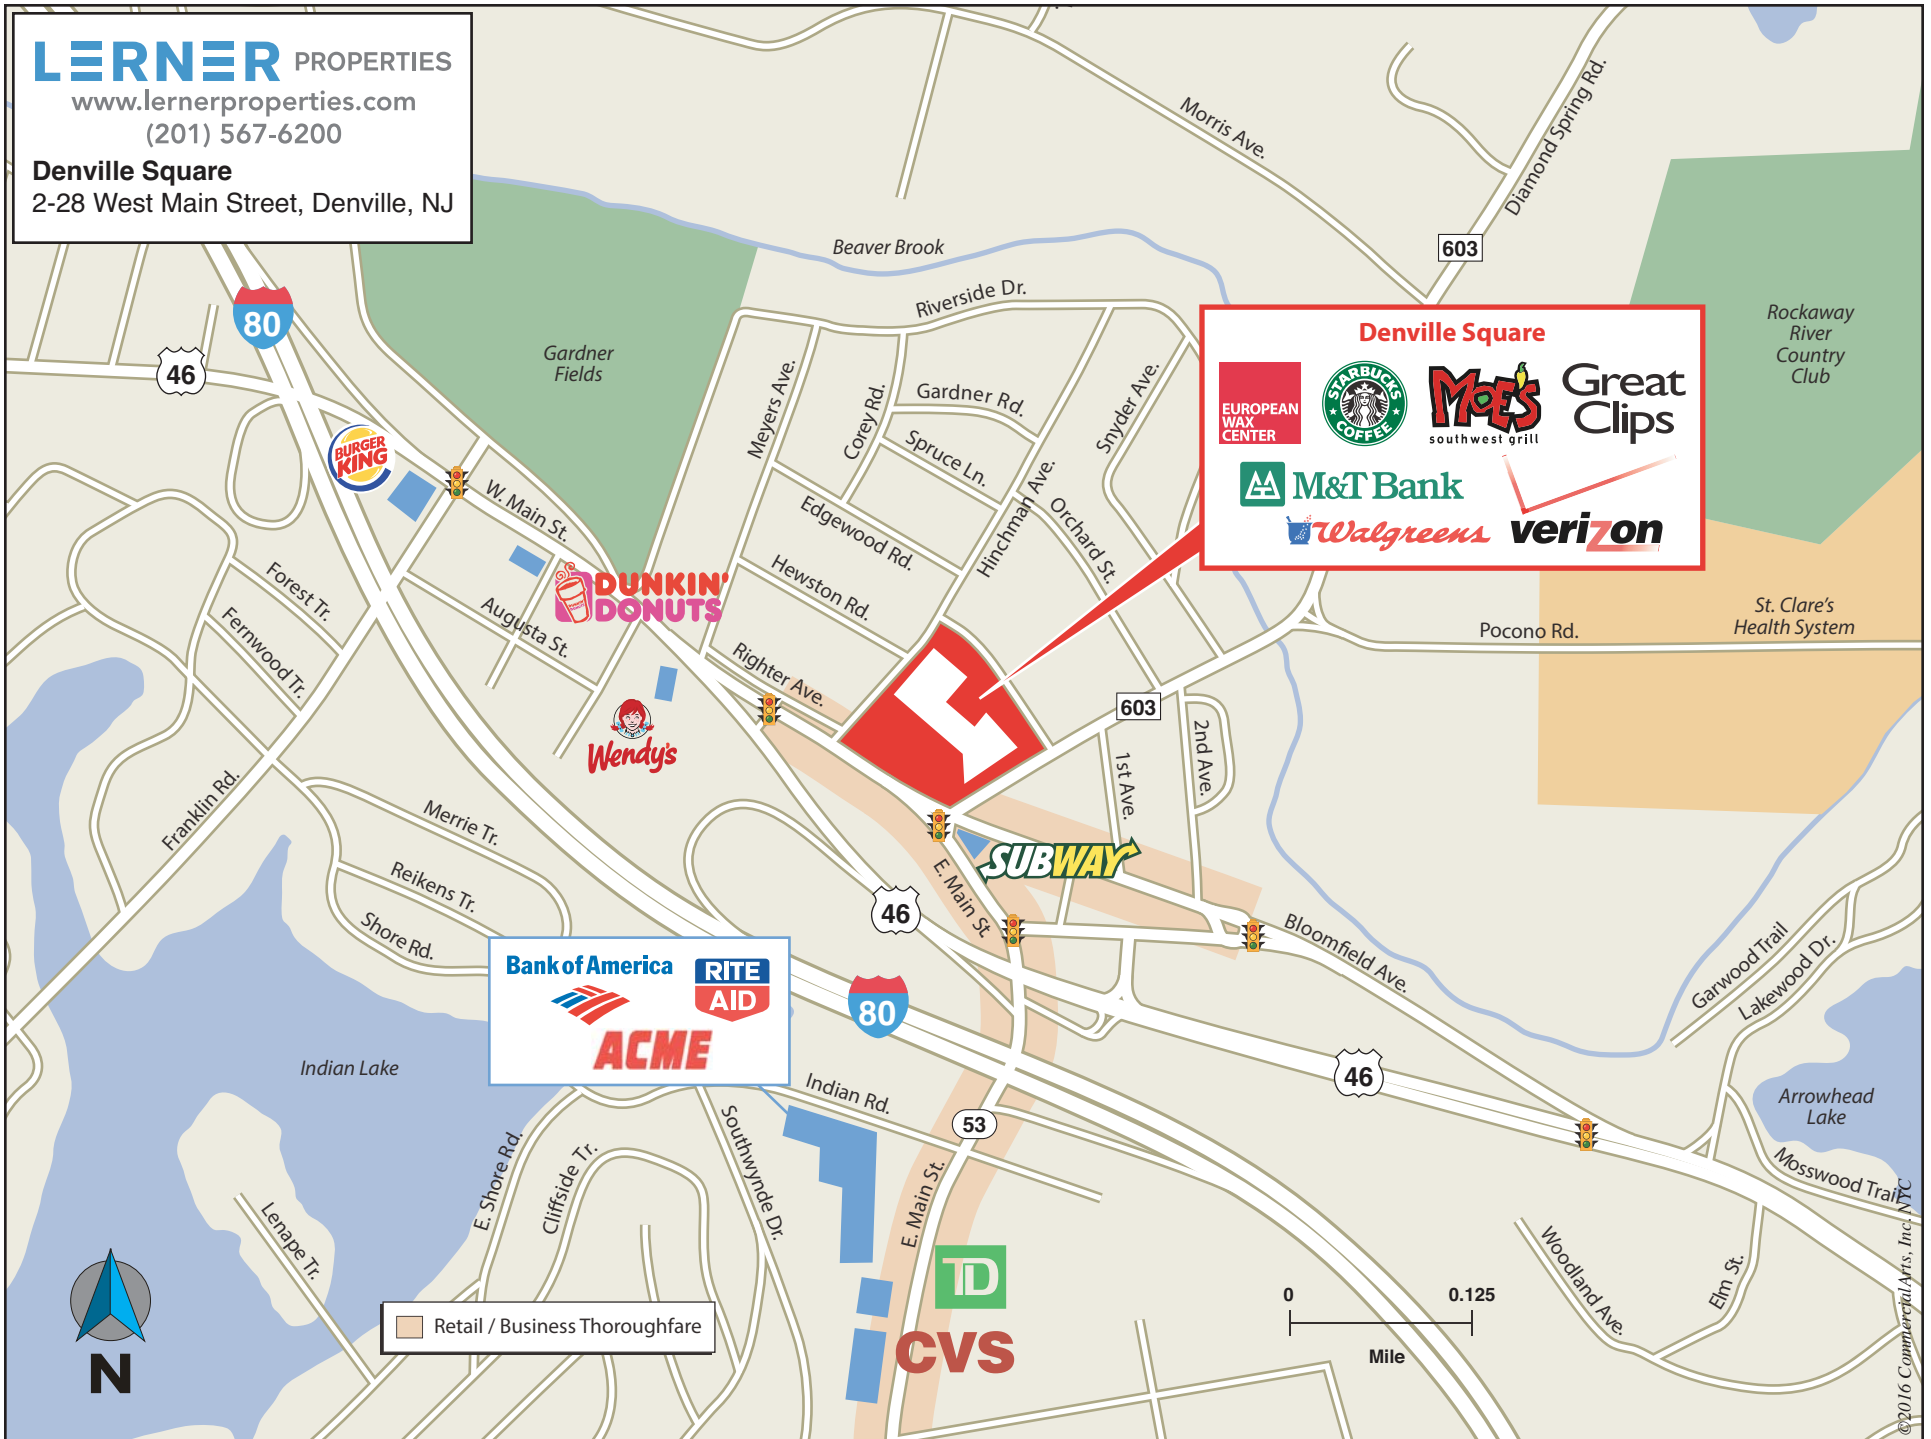 LERNER PROPERTIES
www.lernerproperties.com
(201) 567-6200
Denville Square
2-28 West Main Street, Denville, NJ
Morris Ave.
Diamond Spring Rd.
603
Beaver Brook
Riverside Dr.
80
46
Gardner
Fields
Rockaway
River
Country
Club
Denville Square
EUROPEAN
WAX
CENTER
STARBUCKS
COFFEE
MOE'S
southwest grill
Great
Clips
M&T Bank
Walgreens
verizon
Meyers Ave.
Corey Rd.
Gardner Rd.
Spruce Ln.
Snyder Ave.
Hinchman Ave.
Orchard St.
Edgewood Rd.
Hewston Rd.
BURGER
KING
W. Main St.
DUNKIN'
DONUTS
Augusta St.
Forest Tr.
Fernwood Tr.
Righter Ave.
Wendy's
Pocono Rd.
St. Clare's
Health System
603
1st Ave.
2nd Ave.
Franklin Rd.
Merrie Tr.
Reikens Tr.
Shore Rd.
SUBWAY
E. Main St
46
Bloomfield Ave.
Garwood Trail
Lakewood Dr.
Bank of America
RITE
AID
ACME
80
Indian Lake
Indian Rd.
46
Arrowhead
Lake
53
Southwynde Dr.
E. Shore Rd.
Cliffside Tr.
E. Main St.
Mosswood Trail
Lenape Tr.
Woodland Ave.
Elm St.
TD
CVS
N
Retail / Business Thoroughfare
0 0.125
Mile
©2016 CommercialArts, Inc. NYC